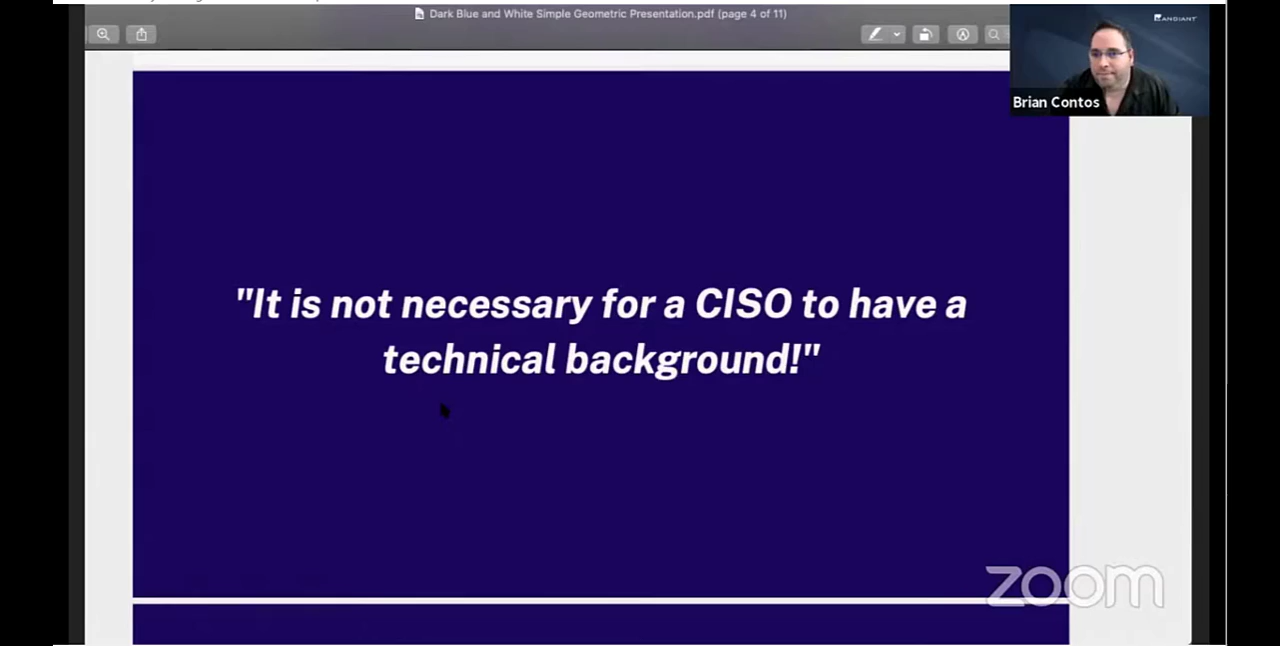 Dark Blue and White Simple Geometric Presentation.pdf (page 4 of 11)
MANDIANT
Brian Contos
"It is not necessary for a CISO to have a
technical background!"
zoom